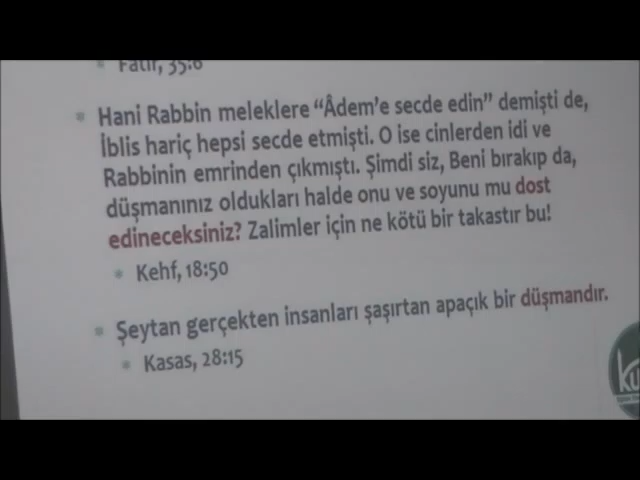 Fatır, 35:6
Hani Rabbin meleklere “Âdem’e secde edin” demişti de,
İblis hariç hepsi secde etmişti. O ise cinlerden idi ve
Rabbinin emrinden çıkmıştı. Şimdi siz, Beni bırakıp da,
düşmanınız oldukları halde onu ve soyunu mu dost
edineceksiniz? Zalimler için ne kötü bir takastır bu!
Kehf, 18:50
Şeytan gerçekten insanları şaşırtan apaçık bir düşmandır.
Kasas, 28:15